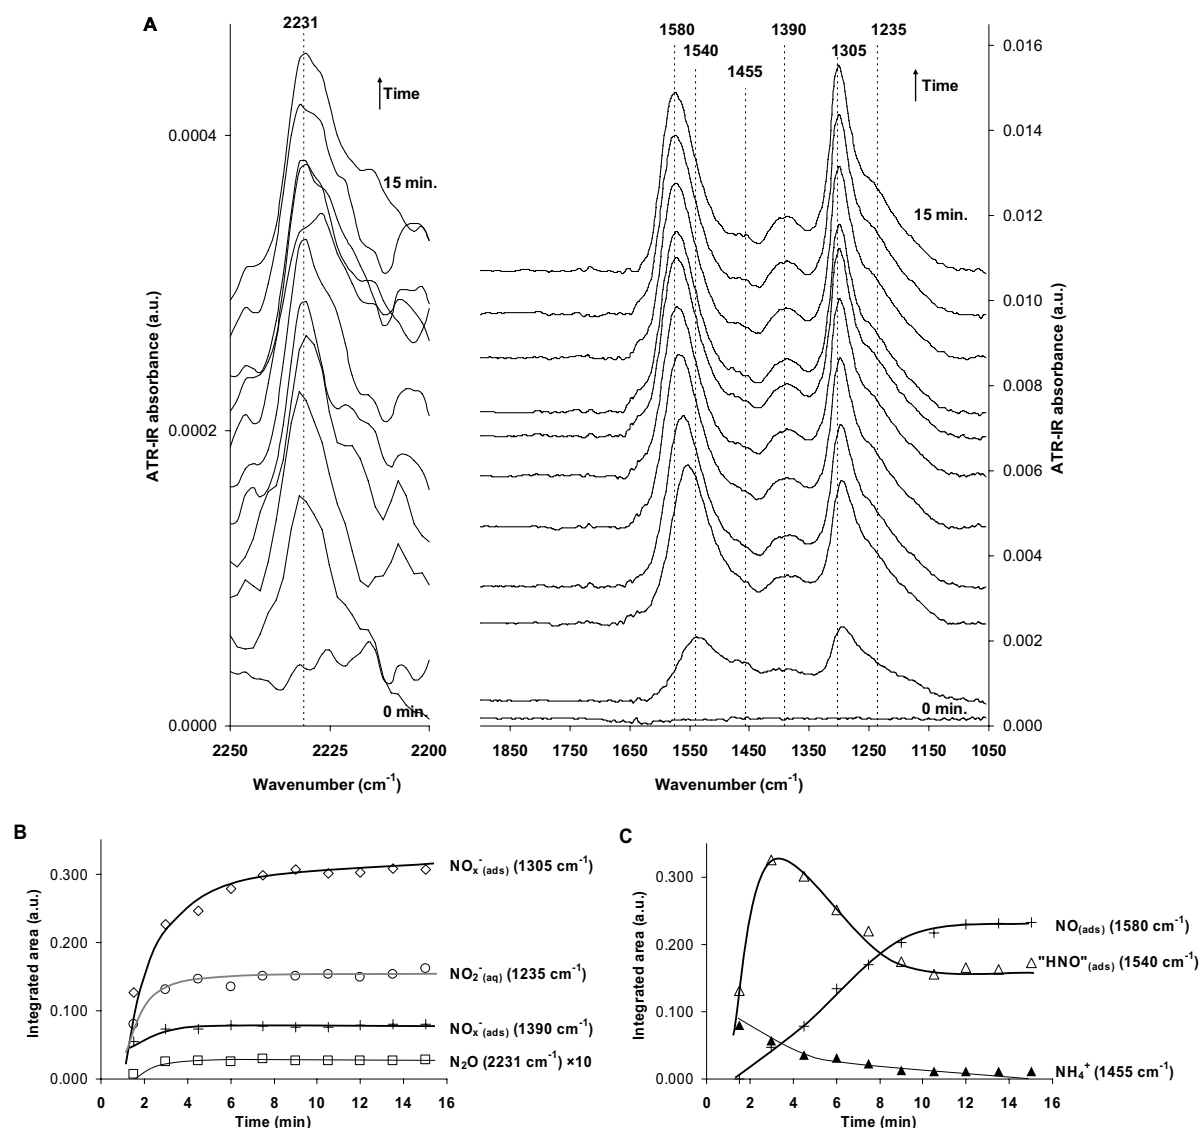 A
2231
1580
1540
1455
1390
1305
1235
Time
Time
15 min.
15 min.
0 min.
0 min.
ATR-IR absorbance (a.u.)
0.0004
0.0002
0.0000
2250 2225 2200
Wavenumber (cm⁻¹)
0.016
0.014
0.012
0.010
0.008
0.006
0.004
0.002
0.000
ATR-IR absorbance (a.u.)
1850 1750 1650 1550 1450 1350 1250 1150 1050
Wavenumber (cm⁻¹)
B
Integrated area (a.u.)
0.300
0.200
0.100
0.000
0 2 4 6 8 10 12 14 16
Time (min)
NOₓ⁻(ads) (1305 cm⁻¹)
NO₂⁻(aq) (1235 cm⁻¹)
NOₓ⁻(ads) (1390 cm⁻¹)
N₂O (2231 cm⁻¹) ×10
C
Integrated area (a.u.)
0.300
0.200
0.100
0.000
0 2 4 6 8 10 12 14 16
Time (min)
NO(ads) (1580 cm⁻¹)
"HNO"(ads) (1540 cm⁻¹)
NH₄⁺ (1455 cm⁻¹)